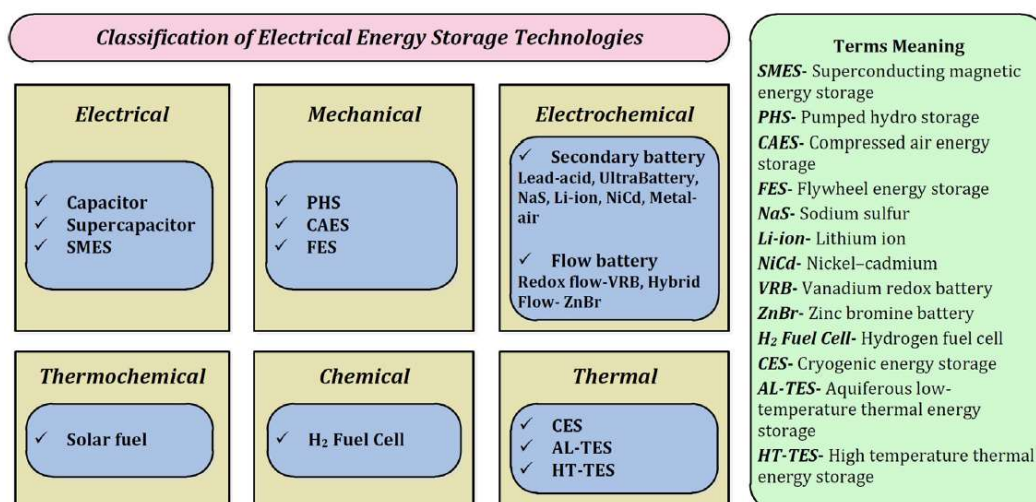 Classification of Electrical Energy Storage Technologies
Electrical
✓ Capacitor
✓ Supercapacitor
✓ SMES
Mechanical
✓ PHS
✓ CAES
✓ FES
Electrochemical
✓ Secondary battery
Lead-acid, UltraBattery,
NaS, Li-ion, NiCd, Metal-
air
✓ Flow battery
Redox flow-VRB, Hybrid
Flow- ZnBr
Thermochemical
✓ Solar fuel
Chemical
✓ H₂ Fuel Cell
Thermal
✓ CES
✓ AL-TES
✓ HT-TES
Terms Meaning
SMES- Superconducting magnetic
energy storage
PHS- Pumped hydro storage
CAES- Compressed air energy
storage
FES- Flywheel energy storage
NaS- Sodium sulfur
Li-ion- Lithium ion
NiCd- Nickel–cadmium
VRB- Vanadium redox battery
ZnBr- Zinc bromine battery
H₂ Fuel Cell- Hydrogen fuel cell
CES- Cryogenic energy storage
AL-TES- Aquiferous low-
temperature thermal energy
storage
HT-TES- High temperature thermal
energy storage